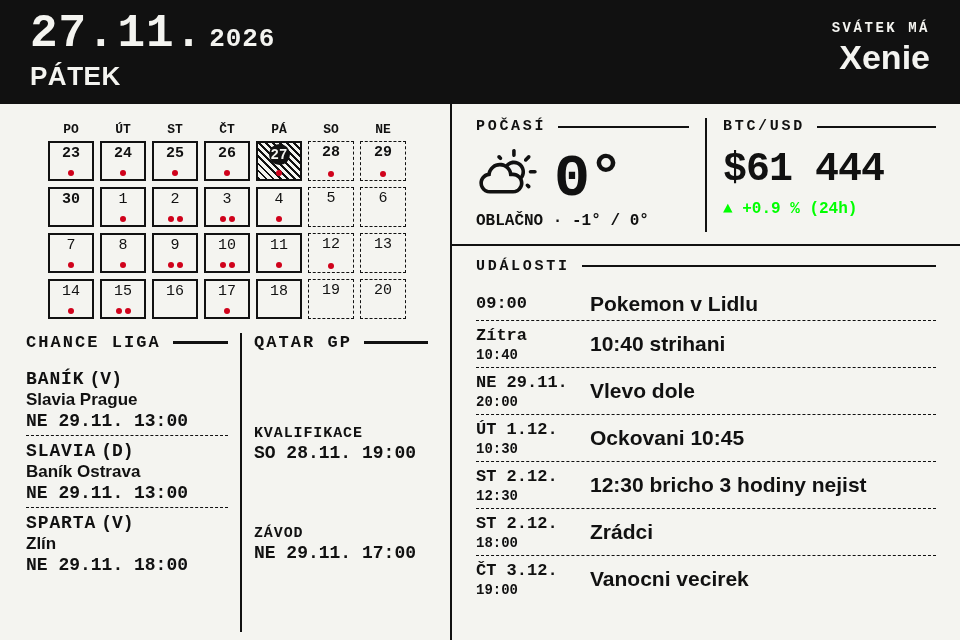 27.11. 2026
PÁTEK
SVÁTEK MÁ
Xenie
PO ÚT ST ČT PÁ SO NE
23 24 25 26 27 28 29
30 1 2 3 4 5 6
7 8 9 10 11 12 13
14 15 16 17 18 19 20
CHANCE LIGA
BANÍK (V)
Slavia Prague
NE 29.11. 13:00
SLAVIA (D)
Baník Ostrava
NE 29.11. 13:00
SPARTA (V)
Zlín
NE 29.11. 18:00
QATAR GP
KVALIFIKACE
SO 28.11. 19:00
ZÁVOD
NE 29.11. 17:00
POČASÍ
0°
OBLAČNO · -1° / 0°
BTC/USD
$61 444
▲ +0.9 % (24h)
UDÁLOSTI
09:00 Pokemon v Lidlu
Zítra
10:40 10:40 strihani
NE 29.11.
20:00 Vlevo dole
ÚT 1.12.
10:30 Ockovani 10:45
ST 2.12.
12:30 12:30 bricho 3 hodiny nejist
ST 2.12.
18:00 Zrádci
ČT 3.12.
19:00 Vanocni vecirek